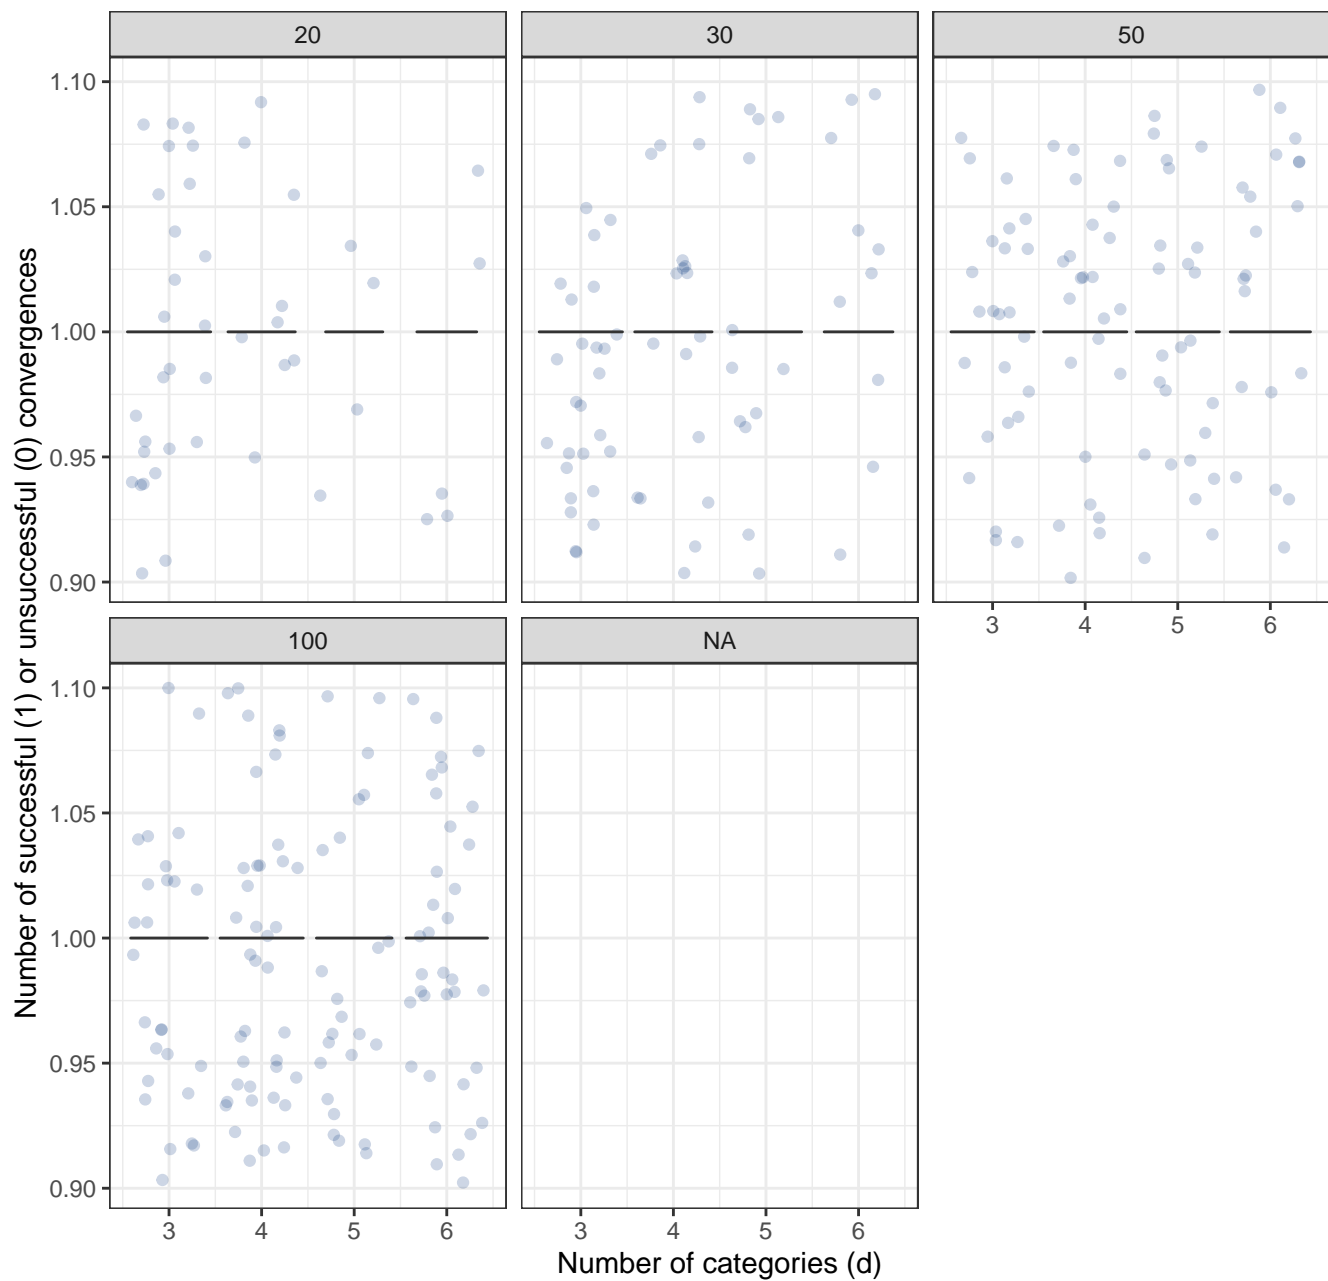 20
30
50
1.10
1.05
1.00
0.95
0.90
3 4 5 6
100
NA
1.10
1.05
1.00
0.95
0.90
3 4 5 6
3 4 5 6
Number of categories (d)
Number of successful (1) or unsuccessful (0) convergences